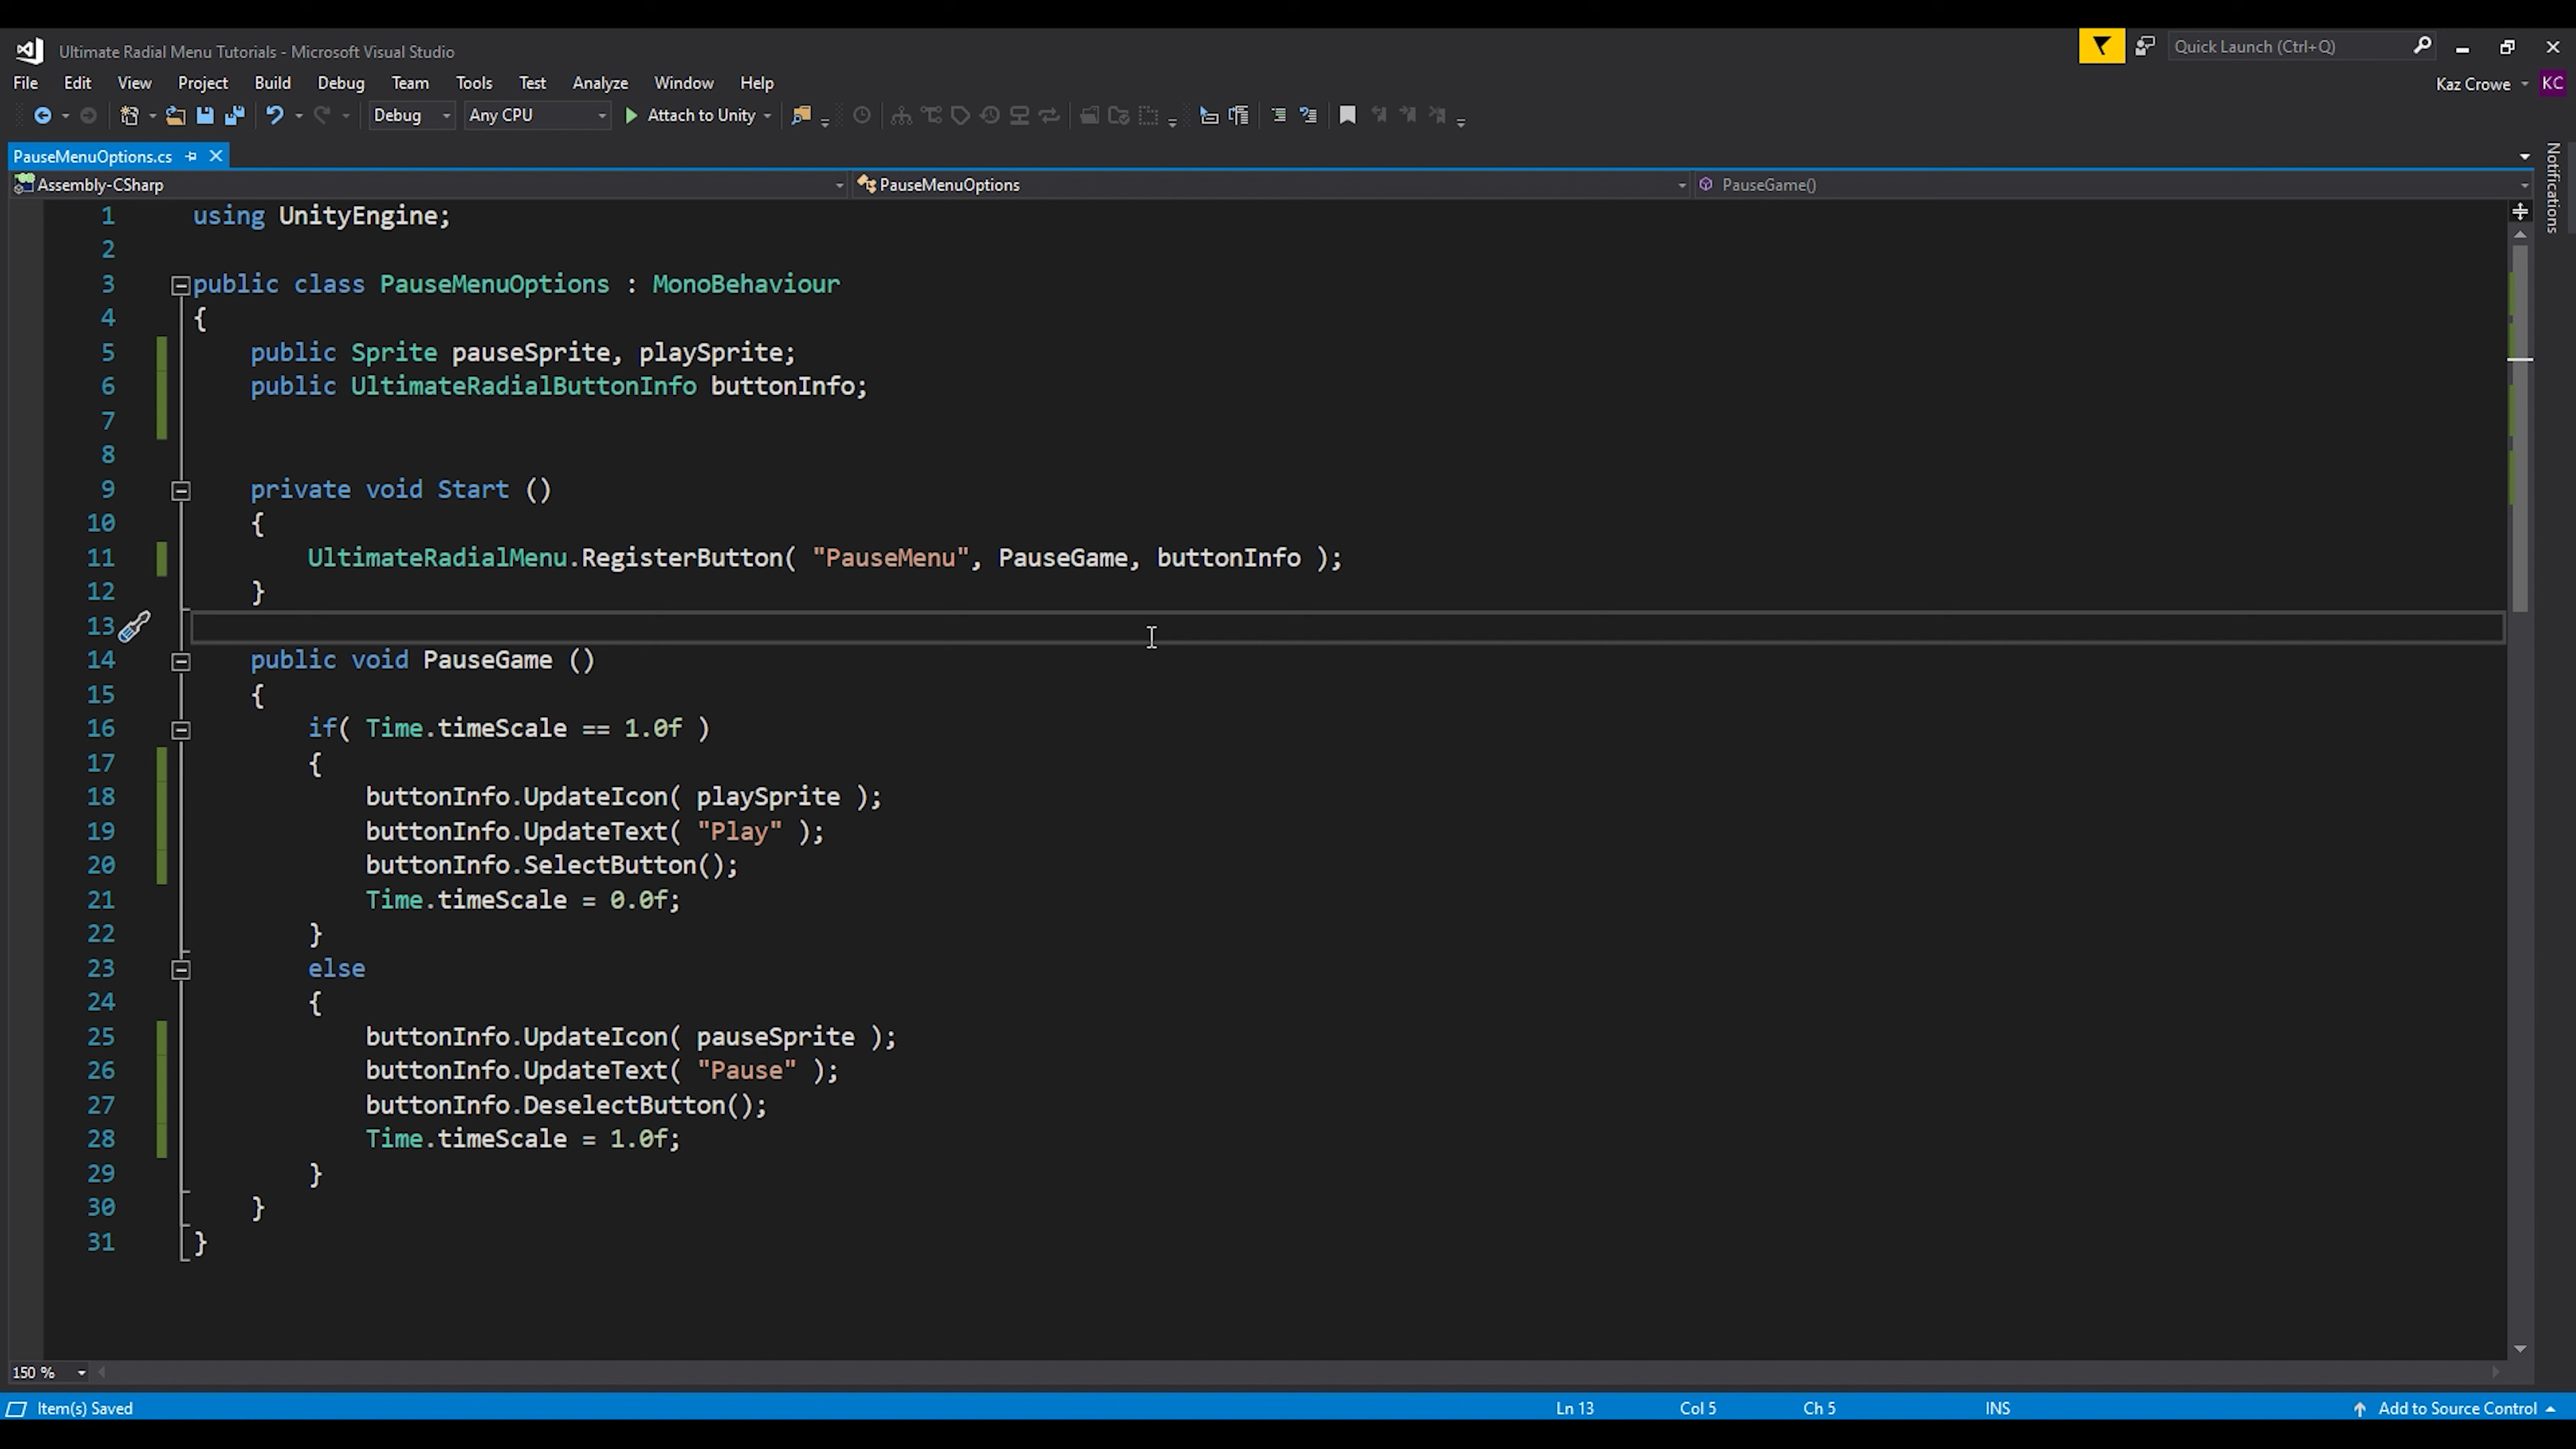 Ultimate Radial Menu Tutorials - Microsoft Visual Studio
Quick Launch (Ctrl+Q)
File Edit View Project Build Debug Team Tools Test Analyze Window Help
Kaz Crowe KC
Debug Any CPU Attach to Unity
Notifications
PauseMenuOptions.cs
Assembly-CSharp PauseMenuOptions PauseGame()
1 using UnityEngine;
2
3 public class PauseMenuOptions : MonoBehaviour
4 {
5 public Sprite pauseSprite, playSprite;
6 public UltimateRadialButtonInfo buttonInfo;
7
8
9 private void Start ()
10 {
11 UltimateRadialMenu.RegisterButton( "PauseMenu", PauseGame, buttonInfo );
12 }
13
14 public void PauseGame ()
15 {
16 if( Time.timeScale == 1.0f )
17 {
18 buttonInfo.UpdateIcon( playSprite );
19 buttonInfo.UpdateText( "Play" );
20 buttonInfo.SelectButton();
21 Time.timeScale = 0.0f;
22 }
23 else
24 {
25 buttonInfo.UpdateIcon( pauseSprite );
26 buttonInfo.UpdateText( "Pause" );
27 buttonInfo.DeselectButton();
28 Time.timeScale = 1.0f;
29 }
30 }
31 }
150 %
Item(s) Saved Ln 13 Col 5 Ch 5 INS Add to Source Control